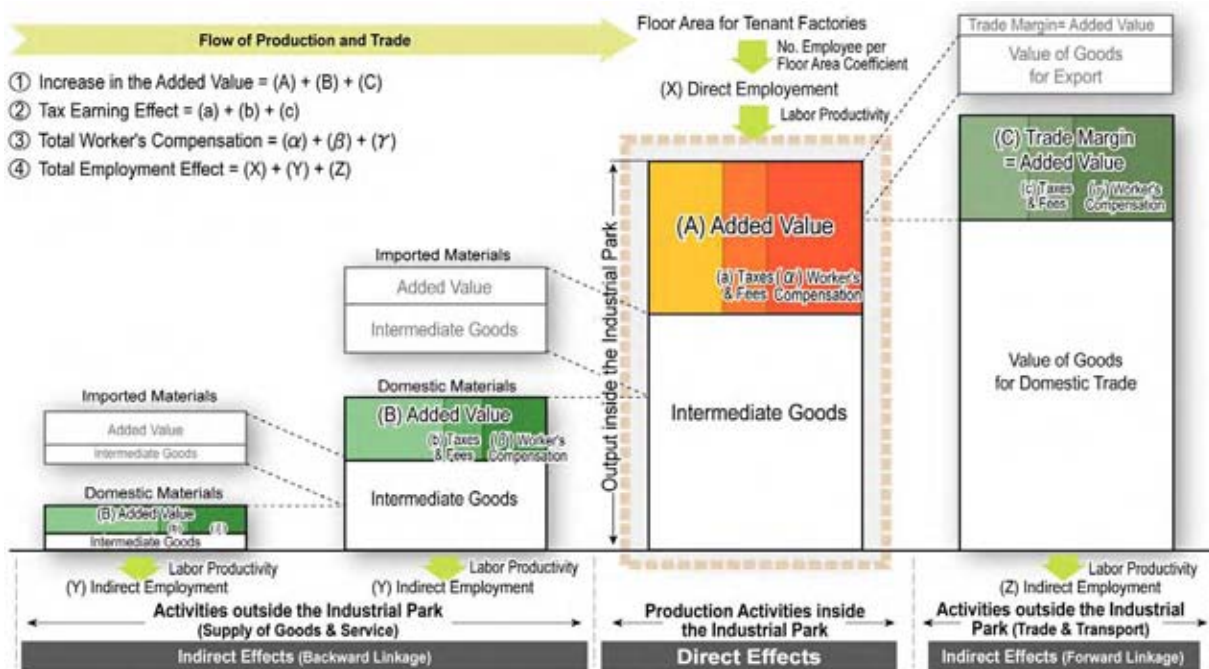 Flow of Production and Trade
① Increase in the Added Value = (A) + (B) + (C)
② Tax Earning Effect = (a) + (b) + (c)
③ Total Worker's Compensation = (α) + (β) + (γ)
④ Total Employment Effect = (X) + (Y) + (Z)
Floor Area for Tenant Factories
No. Employee per
Floor Area Coefficient
(X) Direct Employement
Labor Productivity
Trade Margin= Added Value
Value of Goods
for Export
(C) Trade Margin
= Added Value
(c) Taxes
& Fees
(γ) Worker's
Compensation
Value of Goods
for Domestic Trade
Output inside the Industrial Park
(A) Added Value
(a) Taxes
& Fees
(α) Worker's
Compensation
Intermediate Goods
Imported Materials
Added Value
Intermediate Goods
Domestic Materials
(B) Added Value
(b) Taxes
& Fees
(β) Worker's
Compensation
Intermediate Goods
Imported Materials
Added Value
Intermediate Goods
Domestic Materials
(B) Added Value
(b)
Intermediate Goods
Labor Productivity
(Y) Indirect Employment
Labor Productivity
(Y) Indirect Employment
Labor Productivity
(Z) Indirect Employment
Activities outside the Industrial Park
(Supply of Goods & Service)
Production Activities inside
the Industrial Park
Activities outside the Industrial
Park (Trade & Transport)
Indirect Effects (Backward Linkage)
Direct Effects
Indirect Effects (Forward Linkage)